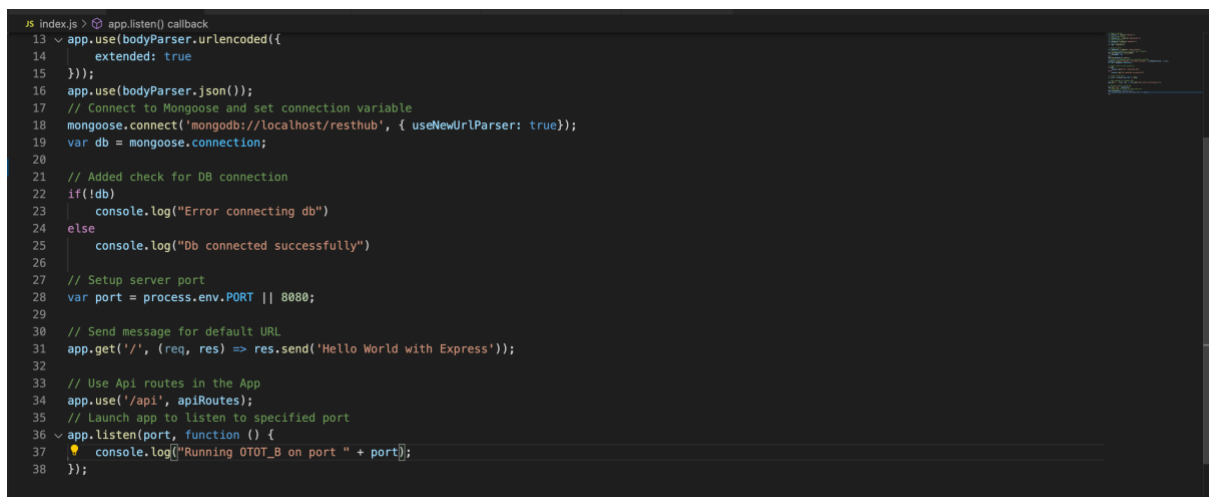 JS index.js > app.listen() callback
13 app.use(bodyParser.urlencoded({
14     extended: true
15 }));
16 app.use(bodyParser.json());
17 // Connect to Mongoose and set connection variable
18 mongoose.connect('mongodb://localhost/resthub', { useNewUrlParser: true});
19 var db = mongoose.connection;
20
21 // Added check for DB connection
22 if(!db)
23     console.log("Error connecting db")
24 else
25     console.log("Db connected successfully")
26
27 // Setup server port
28 var port = process.env.PORT || 8080;
29
30 // Send message for default URL
31 app.get('/', (req, res) => res.send('Hello World with Express'));
32
33 // Use Api routes in the App
34 app.use('/api', apiRoutes);
35 // Launch app to listen to specified port
36 app.listen(port, function () {
37     console.log("Running OTOT_B on port " + port);
38 });